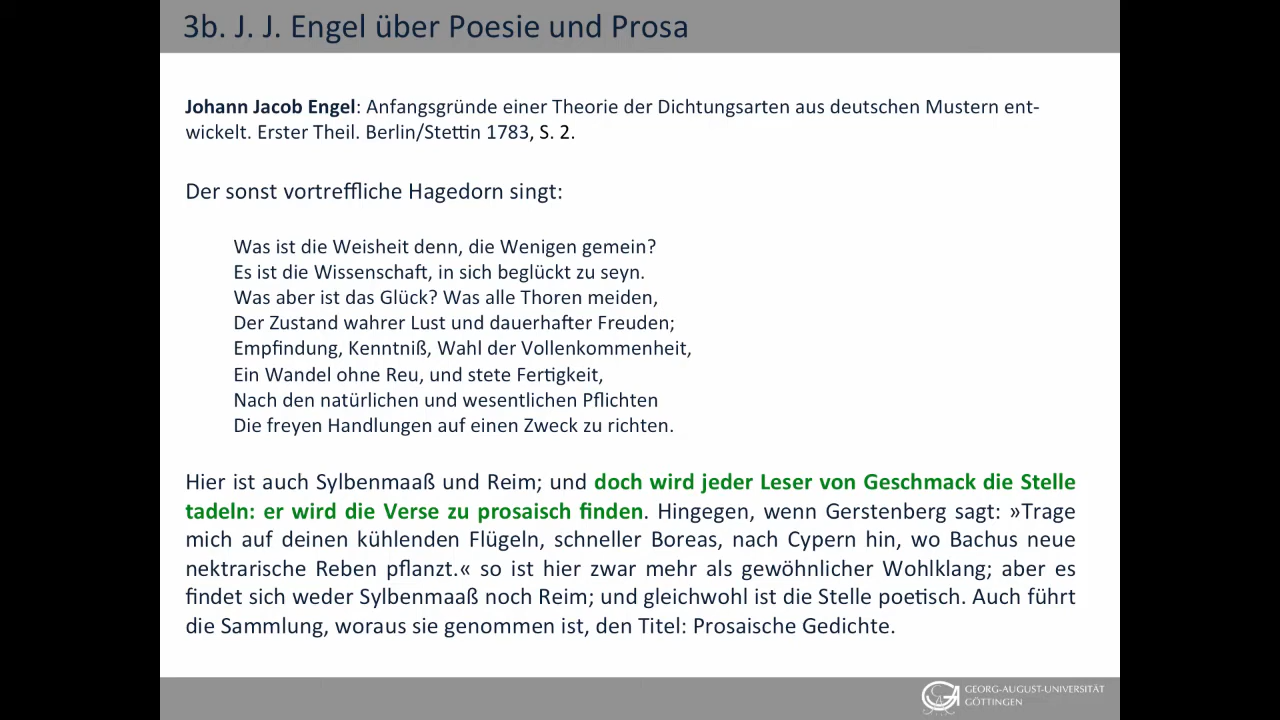 3b. J. J. Engel über Poesie und Prosa
Johann Jacob Engel: Anfangsgründe einer Theorie der Dichtungsarten aus deutschen Mustern ent-
wickelt. Erster Theil. Berlin/Stettin 1783, S. 2.
Der sonst vortreffliche Hagedorn singt:
Was ist die Weisheit denn, die Wenigen gemein?
Es ist die Wissenschaft, in sich beglückt zu seyn.
Was aber ist das Glück? Was alle Thoren meiden,
Der Zustand wahrer Lust und dauerhafter Freuden;
Empfindung, Kenntniß, Wahl der Vollenkommenheit,
Ein Wandel ohne Reu, und stete Fertigkeit,
Nach den natürlichen und wesentlichen Pflichten
Die freyen Handlungen auf einen Zweck zu richten.
Hier ist auch Sylbenmaaß und Reim; und doch wird jeder Leser von Geschmack die Stelle
tadeln: er wird die Verse zu prosaisch finden. Hingegen, wenn Gerstenberg sagt: »Trage
mich auf deinen kühlenden Flügeln, schneller Boreas, nach Cypern hin, wo Bachus neue
nektrarische Reben pflanzt.« so ist hier zwar mehr als gewöhnlicher Wohlklang; aber es
findet sich weder Sylbenmaaß noch Reim; und gleichwohl ist die Stelle poetisch. Auch führt
die Sammlung, woraus sie genommen ist, den Titel: Prosaische Gedichte.
GEORG-AUGUST-UNIVERSITÄT
GÖTTINGEN